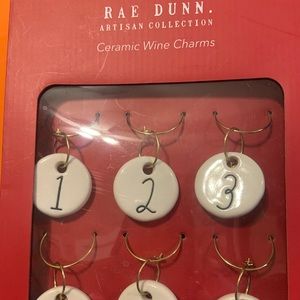 RAE DUNN.
ARTISAN COLLECTION
Ceramic Wine Charms
1 2 3